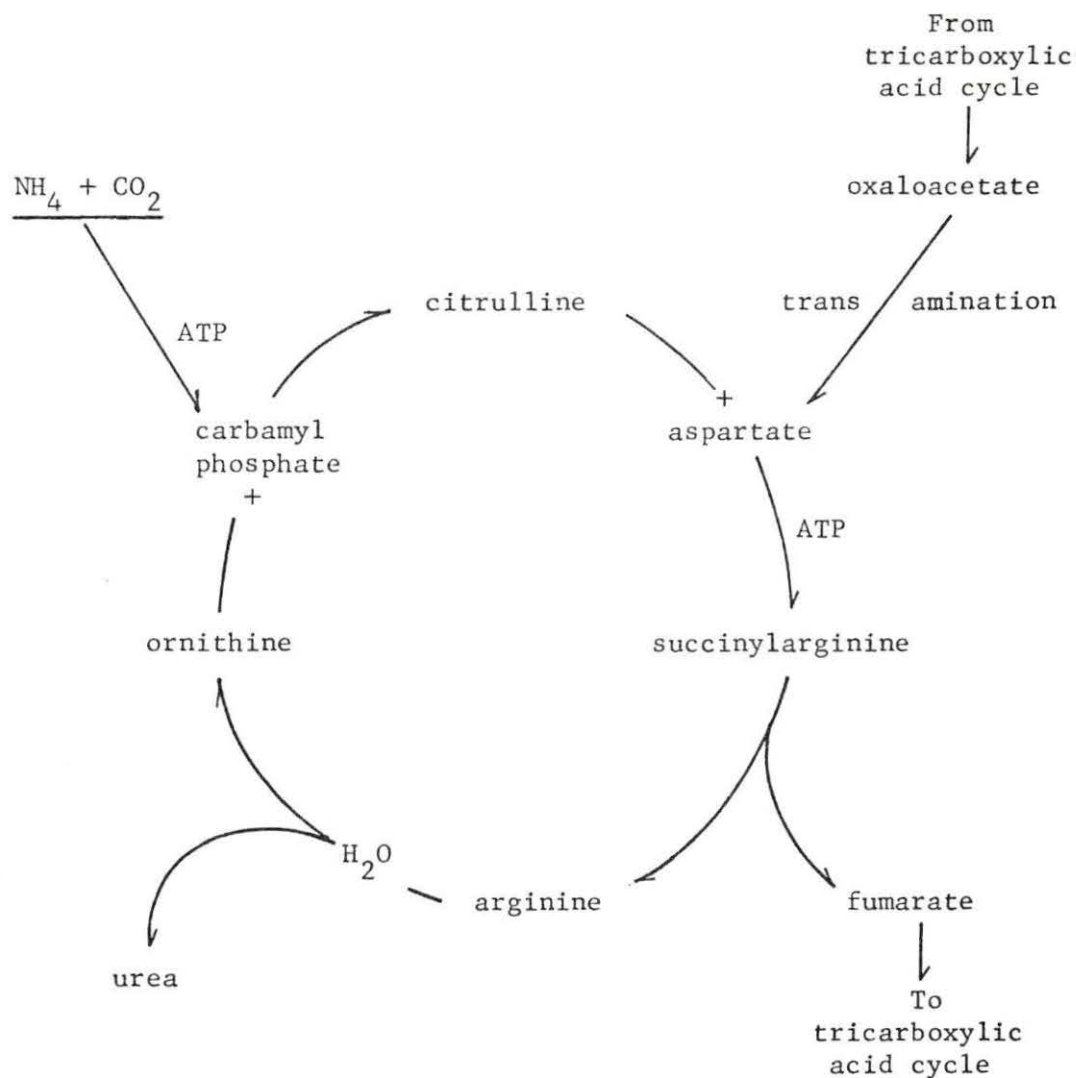 From
tricarboxylic
acid cycle
NH4 + CO2
oxaloacetate
citrulline
trans amination
ATP
+
carbamyl
phosphate
+
aspartate
ATP
ornithine
succinylarginine
H2O
arginine
fumarate
urea
To
tricarboxylic
acid cycle